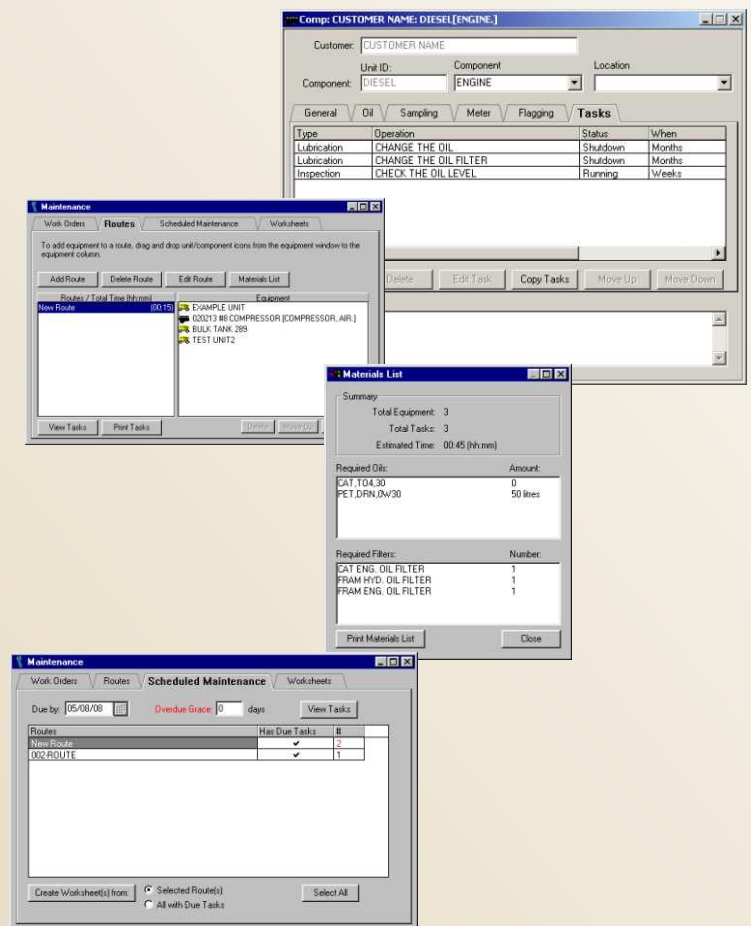 Comp: CUSTOMER NAME: DIESEL[ENGINE.]
Customer: CUSTOMER NAME
Unit ID: Component Location
Component: DIESEL ENGINE
General Oil Sampling Meter Flagging Tasks
Type Operation Status When
Lubrication CHANGE THE OIL Shutdown Months
Lubrication CHANGE THE OIL FILTER Shutdown Months
Inspection CHECK THE OIL LEVEL Running Weeks
Delete Edit Task Copy Tasks Move Up Move Down
Maintenance
Work Orders Routes Scheduled Maintenance Worksheets
To add equipment to a route, drag and drop unit/component icons from the equipment window to the
equipment column.
Add Route Delete Route Edit Route Materials List
Routes / Total Time (hh:mm) Equipment
New Route (00:15) EXAMPLE UNIT
020213 #8 COMPRESSOR [COMPRESSOR, AIR.]
BULK TANK 289
TEST UNIT2
View Tasks Print Tasks Delete Move Up
Materials List
Summary
Total Equipment: 3
Total Tasks: 3
Estimated Time: 00:45 (hh:mm)
Required Oils: Amount:
CAT,TO4,30 0
PET,DRN,0W30 50 litres
Required Filters: Number:
CAT ENG. OIL FILTER 1
FRAM HYD. OIL FILTER 1
FRAM ENG. OIL FILTER 1
Print Materials List Close
Maintenance
Work Orders Routes Scheduled Maintenance Worksheets
Due by: 05/08/08 Overdue Grace: 0 days View Tasks
Routes Has Due Tasks #
New Route ✔ 2
002-ROUTE ✔ 1
Create Worksheet(s) from: Selected Route(s) Select All
All with Due Tasks